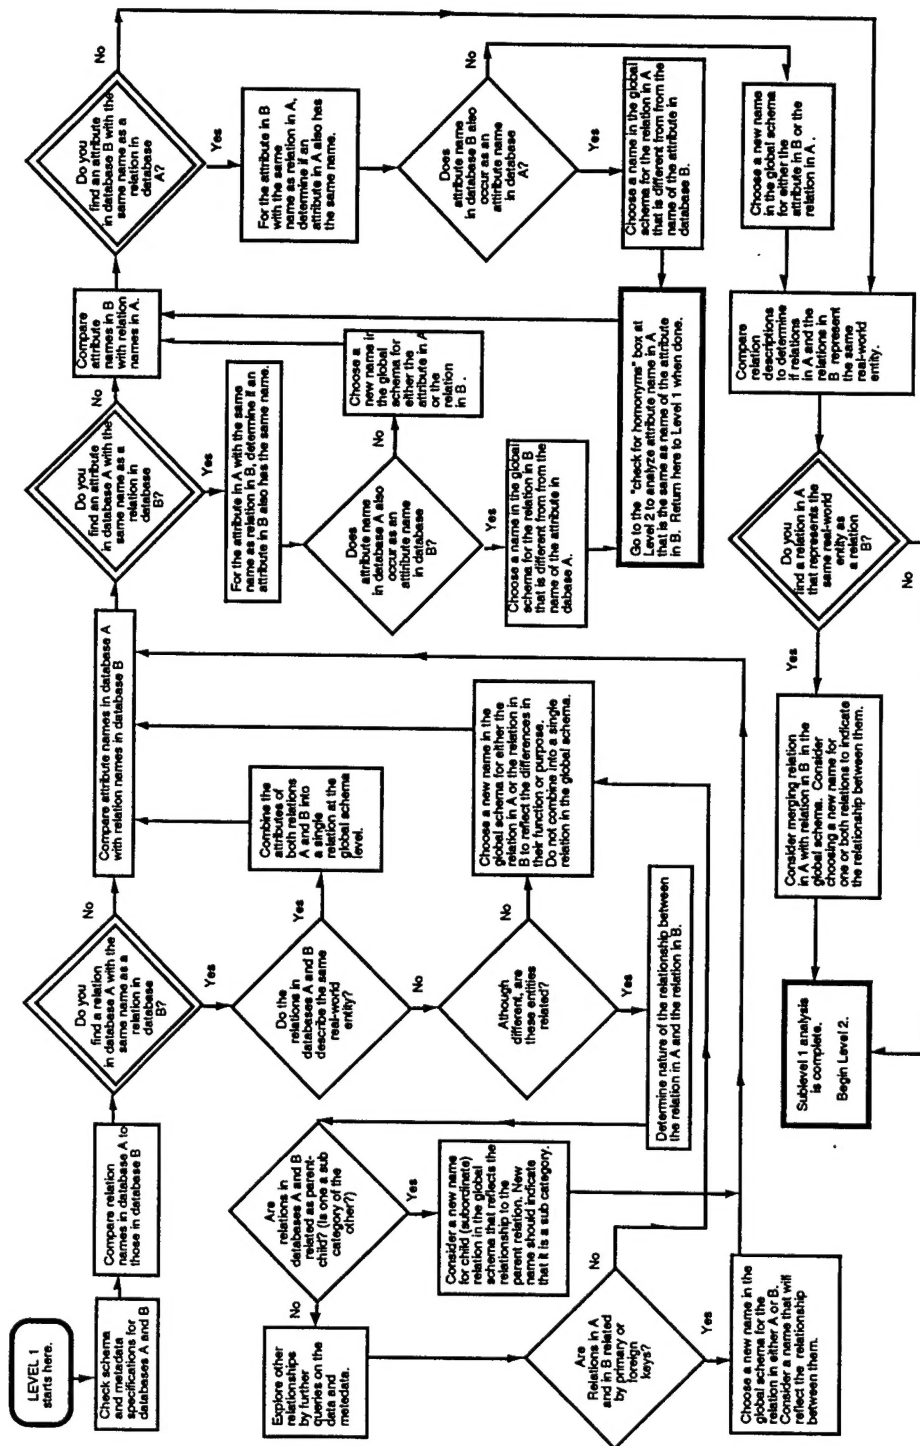 LEVEL 1
starts here.
Check schema
and metadata
specifications for
databases A and B
Compare relation
names in database A to
those in database B
Do you
find a relation
in database A with the
same name as a
relation in
database
B?
No
Yes
Do the
relations in
databases A and B
describe the same
real-world
entity?
Yes
No
Combine the
attributes of
both relations
A and B into
a single
relation at the
global schema
level.
Athough
different, are
these entities
related?
No
Yes
Choose a new name in the
global schema for either the
relation in A or the relation in
B to reflect the differences in
their function or purpose.
Do not combine into a single
relation in the global schema.
Determine nature of the relationship between
the relation in A and the relation in B.
Are
relations in
databases A and B
related as parent-
child? (Is one a sub
category of the
other?)
No
Yes
Consider a new name
for child (subordinate)
relation in the global
schema that reflects the
relationship to the
parent relation. New
name should indicate
that it is a sub category.
Explore other
relationships
by further
queries on the
data and
metedata.
Are
Relations in A
and in B related
by primary or
foreign
keys?
No
Yes
Choose a new name in the
global schema for the
relation in either A or B.
Consider a name that will
reflect the relationship
between them.
Compare attribute names in database A
with relation names in database B
Do you
find an attribute
in database A with the
same name as a
relation in
database
B?
No
Yes
For the attribute in A with the same
name as relation in B, determine if an
attribute in B also has the same name.
Does
attribute name
in database A also
occur as an
attribute name
in database
B?
No
Yes
Choose a
new name in
the global
schema for
either the
attribute in A
or the
relation
in B .
Choose a name in the global
schema for the relation in B
that is different from from the
name of the attribute in
dabase A.
Compare
attribute
names in B
with relation
names in A.
Do you
find an attribute
in database B with the
same name as a
relation in
database
A?
No
Yes
For the attribute in B
with the same
name as relation in A,
determine if an
attribute in A also has
the same name.
Does
attribute name
in database B also
occur as an
attribute name
in database
A?
No
Yes
Choose a name in the global
schema for the relation in A
that is different from from the
name of the attribute in
database B.
Go to the "check for homonyms" box at
Level 2 to analyze attribute name in A
that is the same as name of the attribute
in B. Return here to Level 1 when done.
Choose a new name
in the global schema
for either the
attribute in B or the
relation in A .
Compare
relation
descriptions
to determine
if relations
in A and the
relations in
B represent
the same
real-world
entity.
Do you
find a relation in A
that represents the
same real-world
entity as
a relation
B?
Yes
No
Consider merging relation
in A with relation in B in the
global schema. Consider
choosing a new name for
one or both relations to indicate
the relationship between them.
Sublevel 1 analysis
is complete.
Begin Level 2.